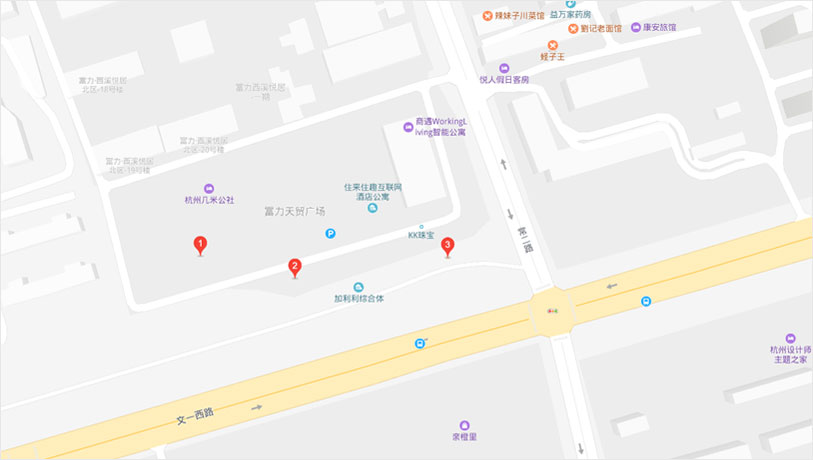 辣妹子川菜馆
益万家药房
劉记老面馆
康安旅馆
矮子王
悦人假日客房
富力·西溪悦居
北区-18号楼
富力·西溪悦居
-一期
商遇WorkingL
iving智能公寓
富力·西溪悦居
北区-20号楼
富力·西溪悦居
北区-19号楼
住来住趣互联网
酒店公寓
杭州几米公社
富力天贸广场
P
KK珠宝
1
2
3
加利利综合体
杭州设计师
主题之家
文一西路
家橙里